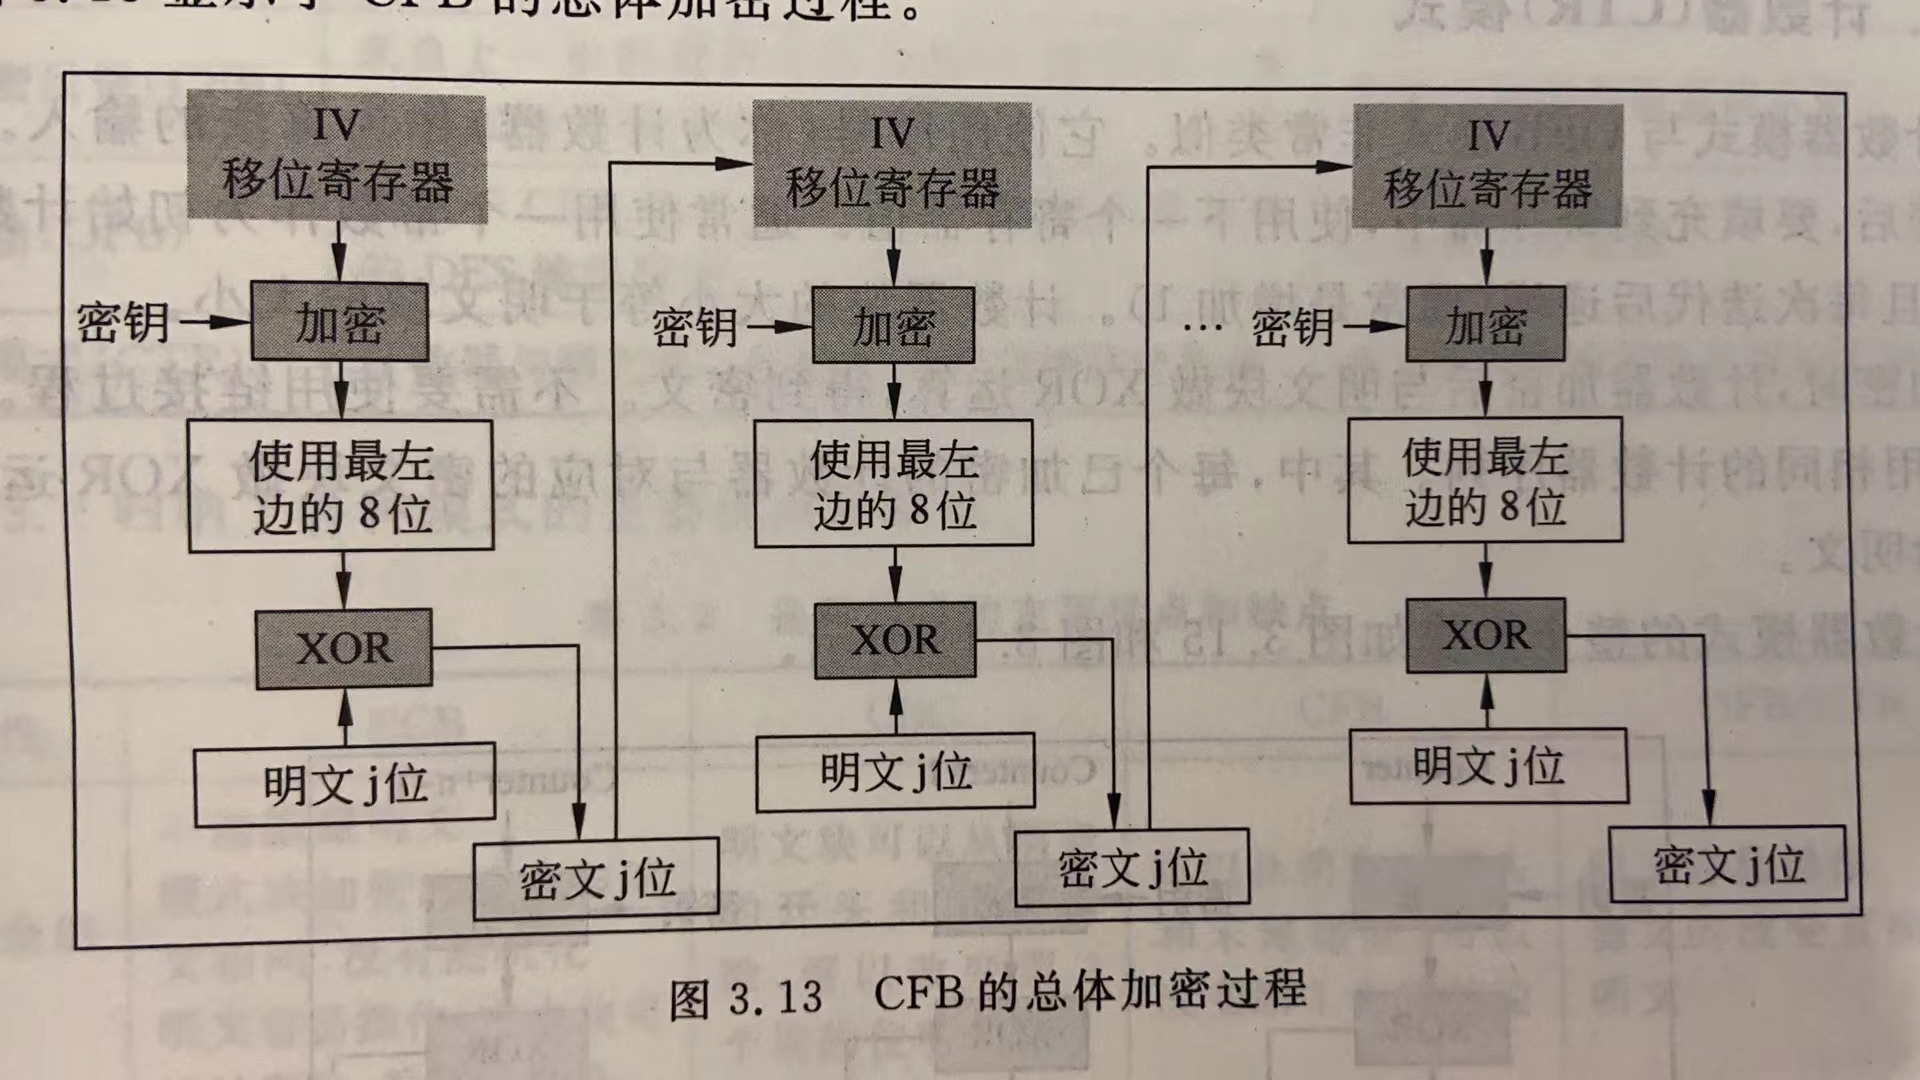 显示了 CFB 的总体加密过程。
IV
移位寄存器
密钥
加密
使用最左
边的 8位
XOR
明文 j位
密文 j位
IV
移位寄存器
密钥
加密
使用最左
边的 8位
XOR
明文 j位
密文 j位
…
IV
移位寄存器
密钥
加密
使用最左
边的 8位
XOR
明文 j位
密文 j位
图 3.13 CFB 的总体加密过程